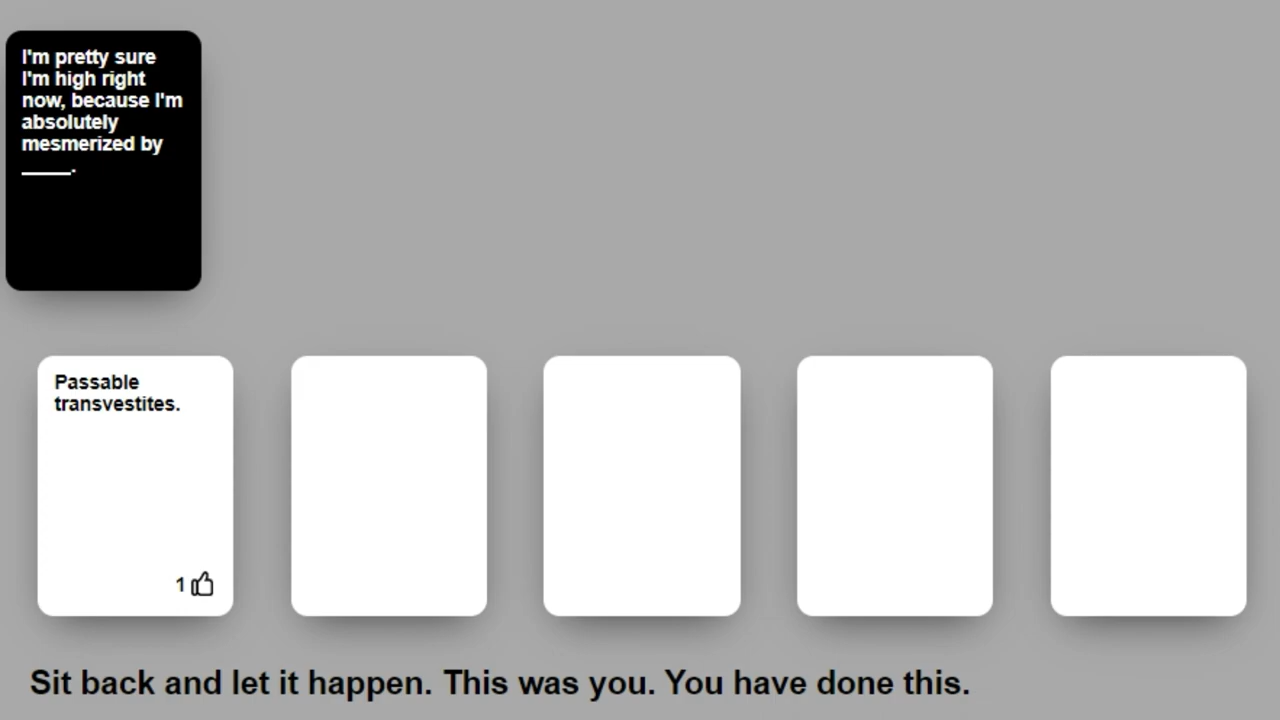 I'm pretty sure
I'm high right
now, because I'm
absolutely
mesmerized by
_____.
Passable
transvestites.
1
Sit back and let it happen. This was you. You have done this.